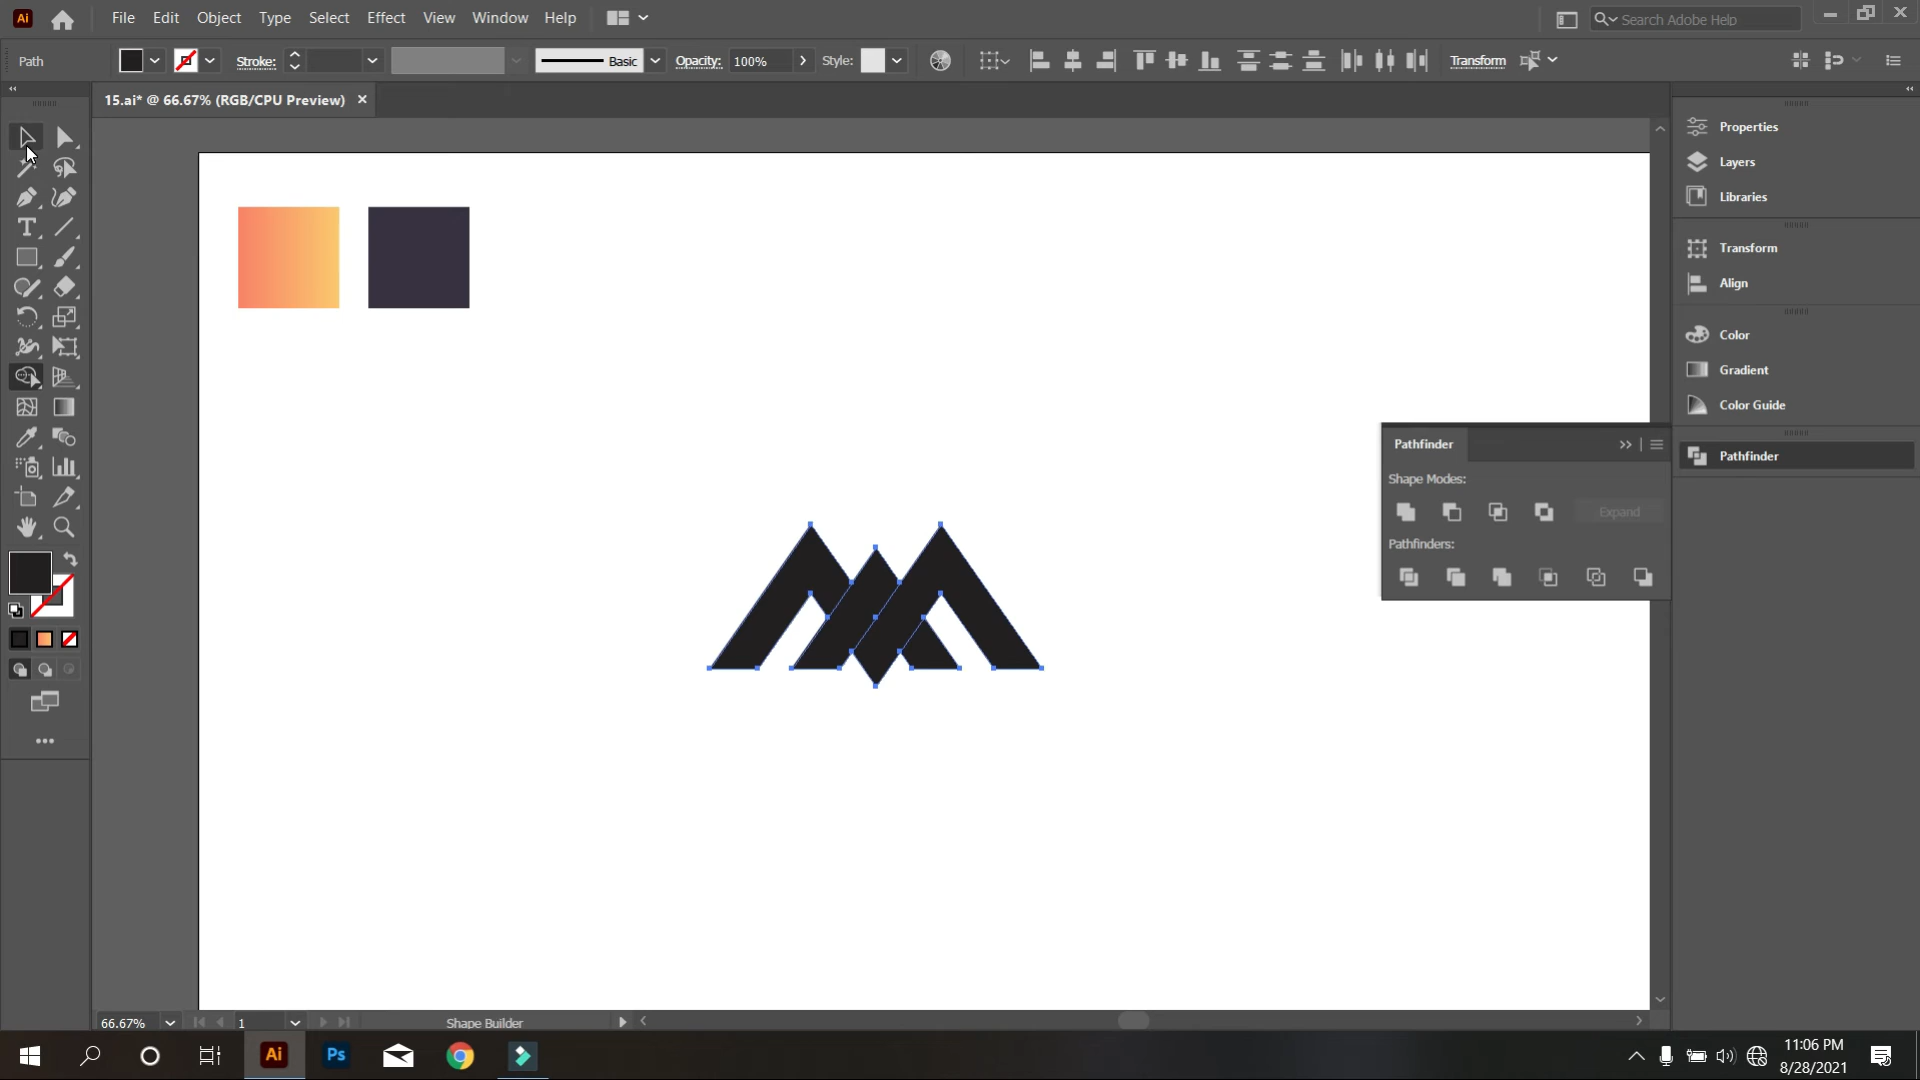 Ai File Edit Object Type Select Effect View Window Help Search Adobe Help
Path Stroke: Basic Opacity: 100% Style: Transform
15.ai* @ 66.67% (RGB/CPU Preview) ×
Properties
Layers
Libraries
Transform
Align
Color
Gradient
Color Guide
Pathfinder
Pathfinder
Shape Modes:
Expand
Pathfinders:
66.67% 1 Shape Builder
Ai Ps
11:06 PM
8/28/2021